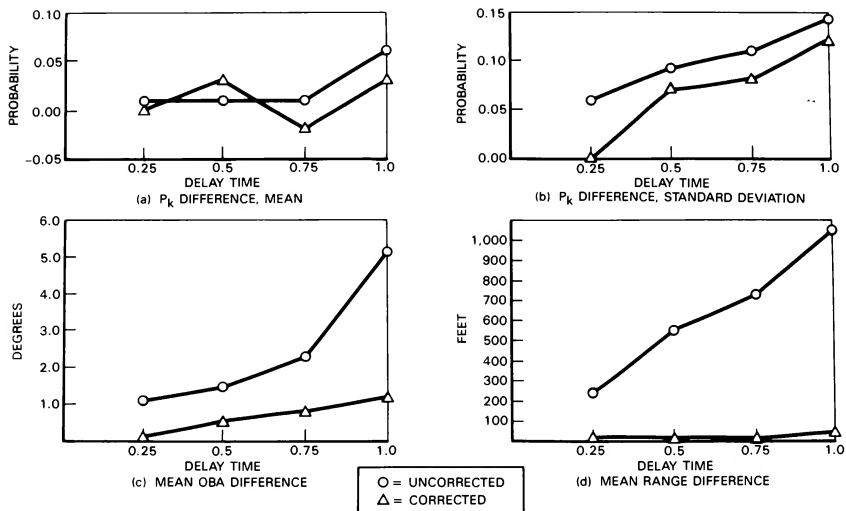 0.10
0.05
0.00
-0.05
PROBABILITY
0.25 0.5 0.75 1.0
DELAY TIME
(a) Pk DIFFERENCE, MEAN
0.15
0.10
0.05
0.00
PROBABILITY
0.25 0.5 0.75 1.0
DELAY TIME
(b) Pk DIFFERENCE, STANDARD DEVIATION
6.0
5.0
4.0
3.0
2.0
1.0
DEGREES
0.25 0.5 0.75 1.0
DELAY TIME
(c) MEAN OBA DIFFERENCE
1,000
900
800
700
600
500
400
300
200
100
FEET
0.25 0.5 0.75 1.0
DELAY TIME
(d) MEAN RANGE DIFFERENCE
O = UNCORRECTED
△ = CORRECTED